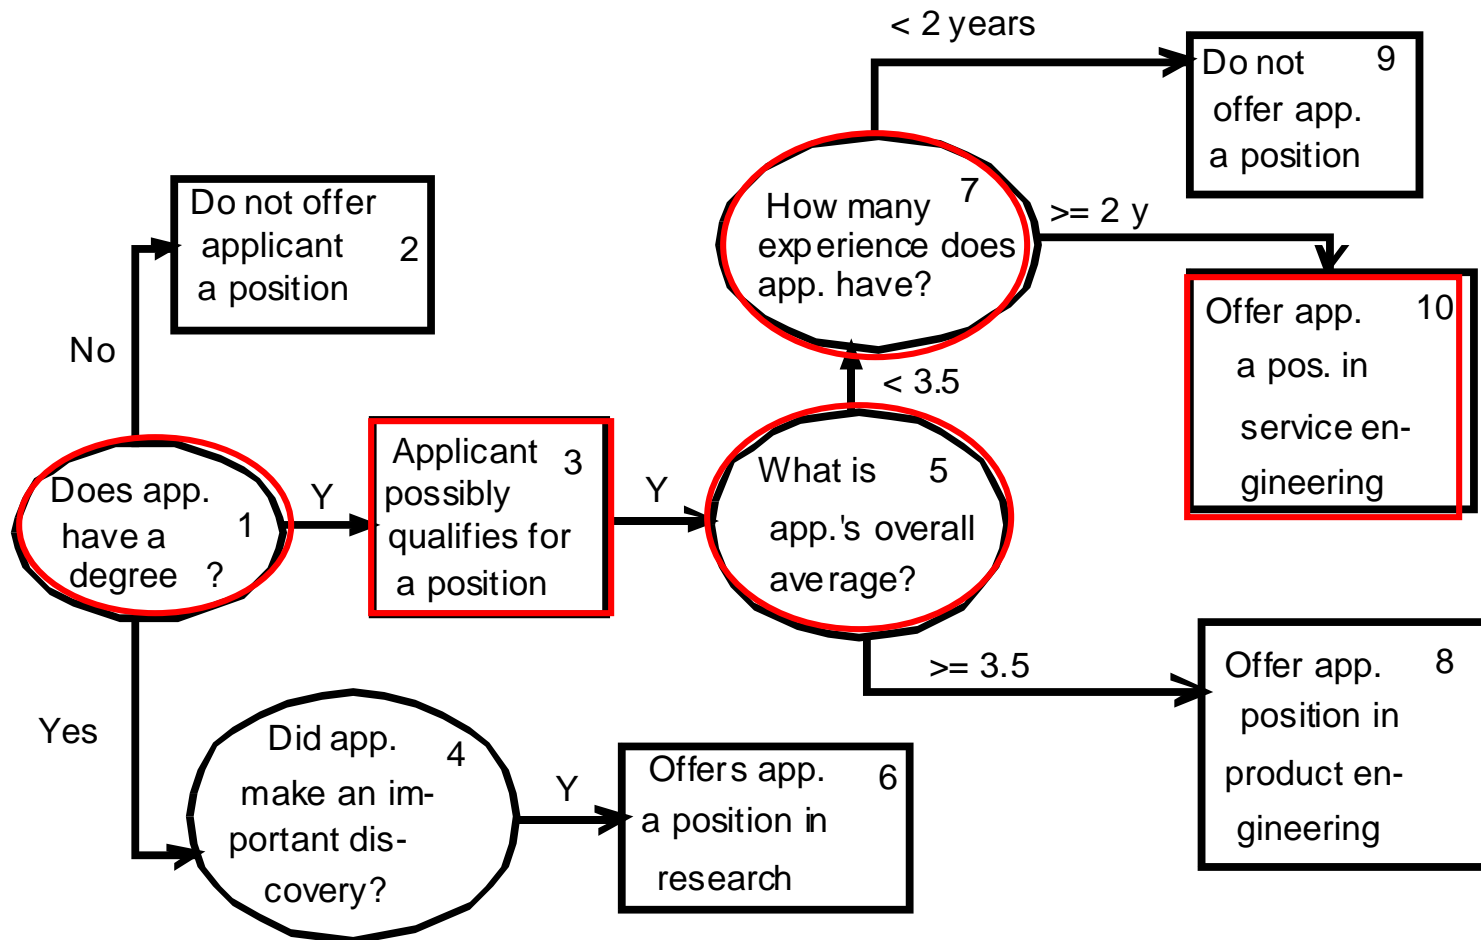 < 2 years
Do not 9
offer app.
a position
How many 7
experience does
app. have?
>= 2 y
Do not offer
applicant 2
a position
No
Offer app. 10
a pos. in
service en-
gineering
< 3.5
Does app.
have a 1
degree ?
Y
Applicant 3
possibly
qualifies for
a position
Y
What is 5
app.'s overall
average?
>= 3.5
Offer app. 8
position in
product en-
gineering
Yes
Did app. 4
make an im-
portant dis-
covery?
Y
Offers app. 6
a position in
research